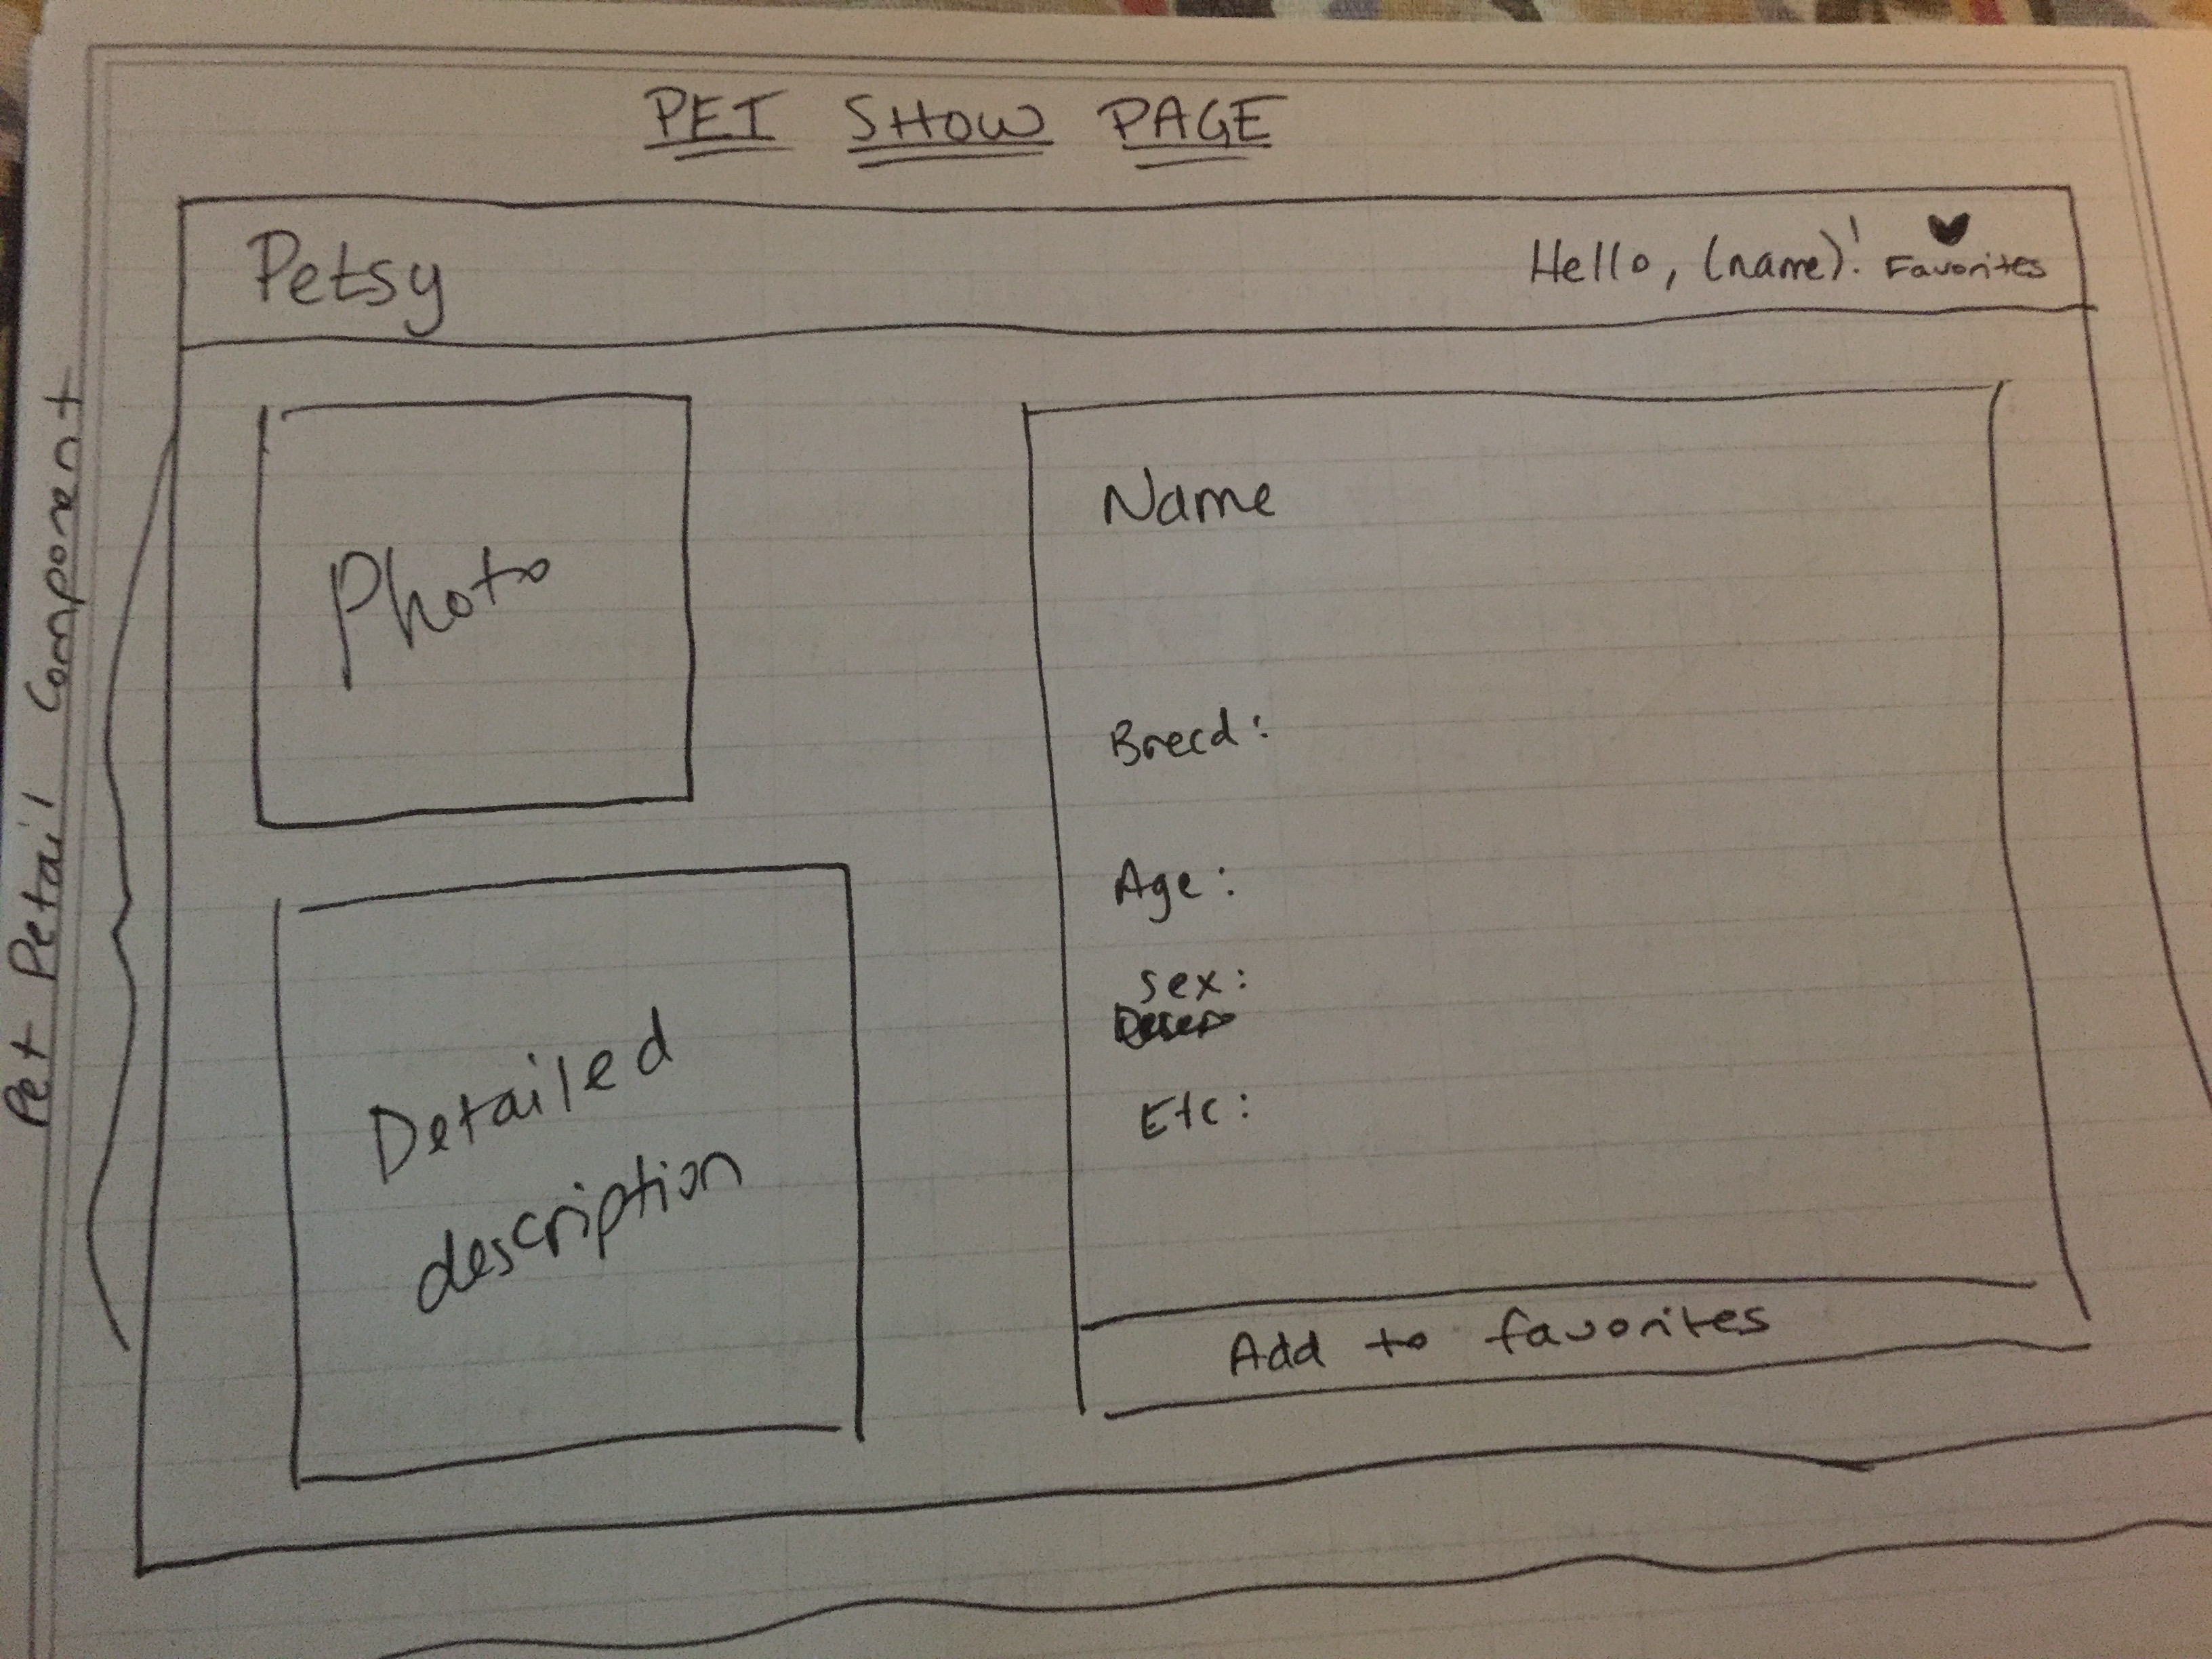 PET SHOW PAGE
Petsy
Hello, (name)!
♥
Favorites
Pet Detail Component
Photo
Detailed
description
Name
Breed:
Age:
Sex:
Etc:
Add to favorites